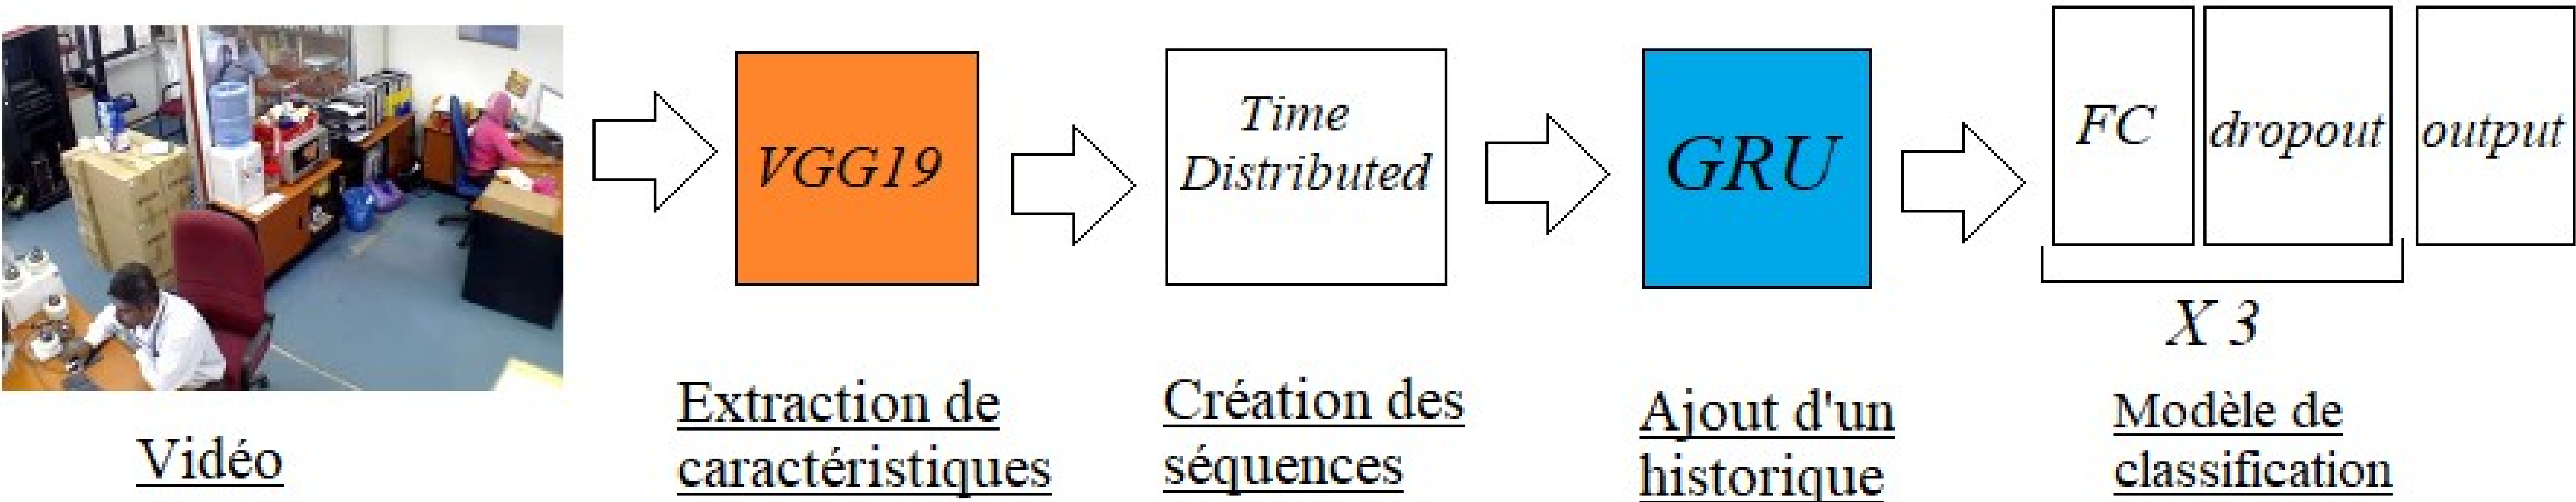 VGG19
Time
Distributed
GRU
FC
dropout
output
X 3
Vidéo
Extraction de
caractéristiques
Création des
séquences
Ajout d'un
historique
Modèle de
classification